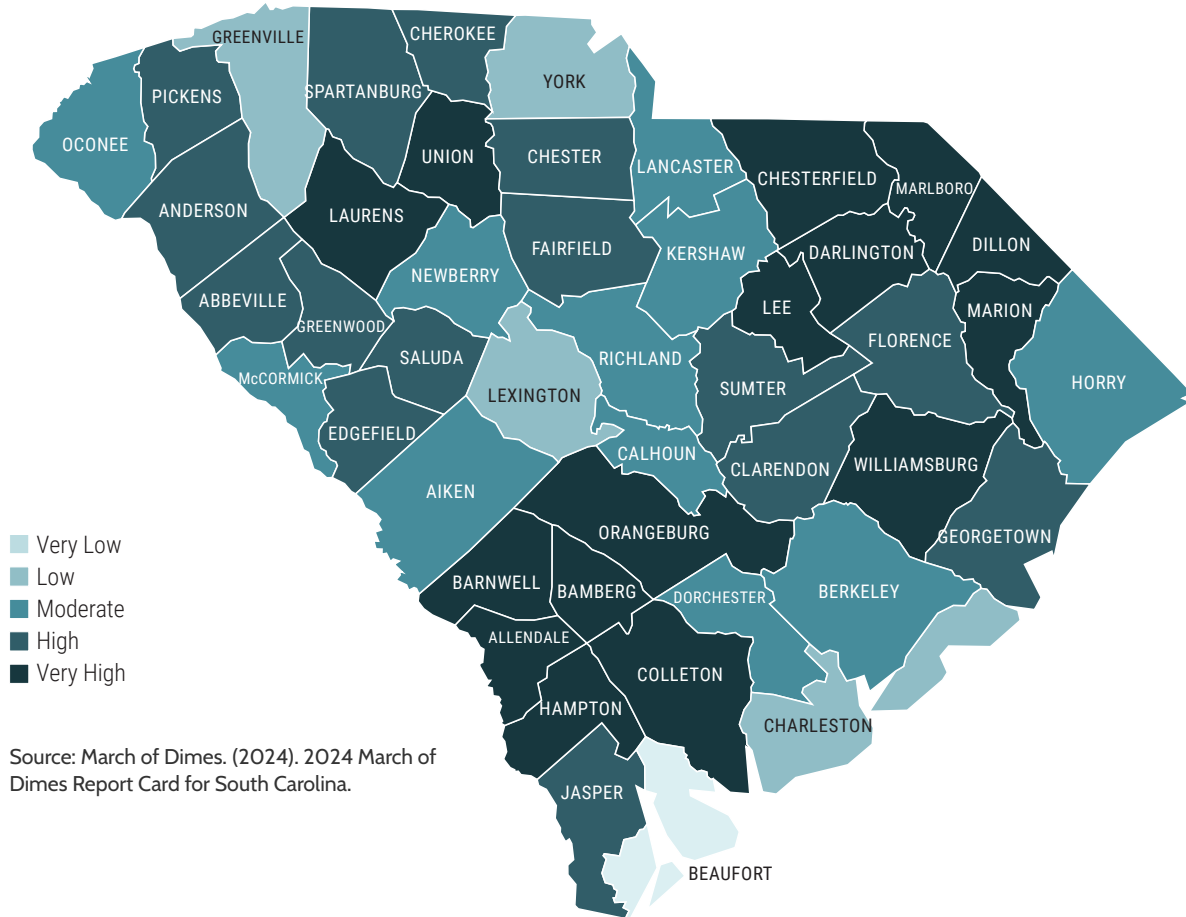 GREENVILLE
CHEROKEE
YORK
PICKENS
SPARTANBURG
OCONEE
UNION
CHESTER
LANCASTER
CHESTERFIELD
MARLBORO
ANDERSON
LAURENS
FAIRFIELD
KERSHAW
DARLINGTON
DILLON
NEWBERRY
ABBEVILLE
GREENWOOD
LEE
MARION
SALUDA
RICHLAND
FLORENCE
McCORMICK
LEXINGTON
SUMTER
HORRY
EDGEFIELD
CALHOUN
CLARENDON
WILLIAMSBURG
AIKEN
ORANGEBURG
GEORGETOWN
BARNWELL
BAMBERG
DORCHESTER
BERKELEY
ALLENDALE
COLLETON
HAMPTON
CHARLESTON
JASPER
BEAUFORT
Very Low
Low
Moderate
High
Very High
Source: March of Dimes. (2024). 2024 March of
Dimes Report Card for South Carolina.